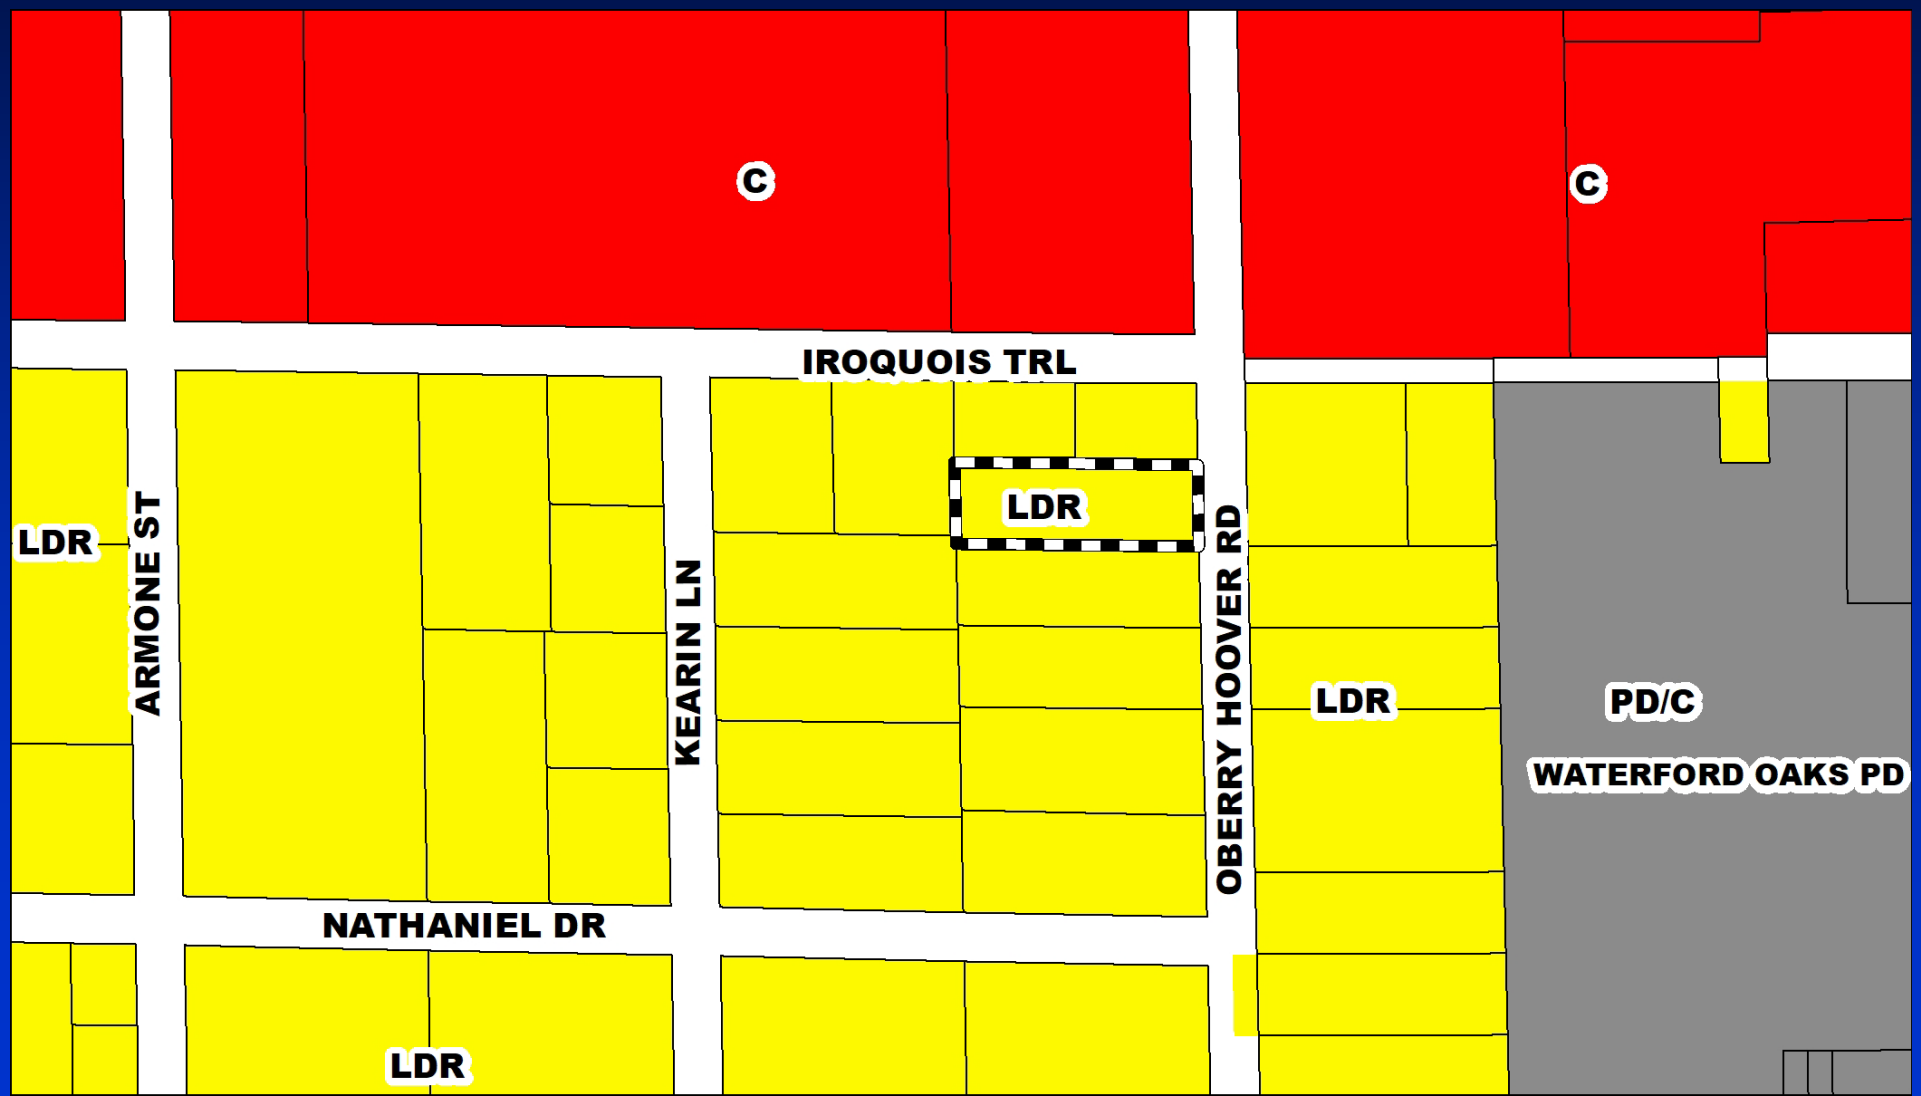 C
C
IROQUOIS TRL
LDR
LDR
ARMONE ST
KEARIN LN
OBERRY HOOVER RD
LDR
PD/C
WATERFORD OAKS PD
NATHANIEL DR
LDR